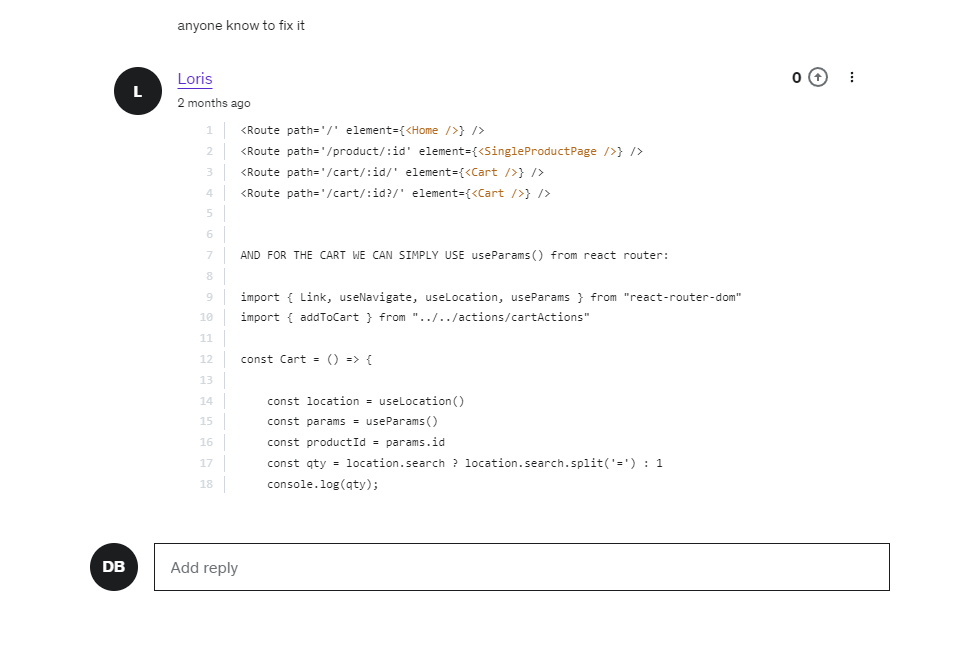 anyone know to fix it
L
Loris
0
2 months ago
1 <Route path='/' element={<Home />} />
2 <Route path='/product/:id' element={<SingleProductPage />} />
3 <Route path='/cart/:id/' element={<Cart />} />
4 <Route path='/cart/:id?/' element={<Cart />} />
5
6
7 AND FOR THE CART WE CAN SIMPLY USE useParams() from react router:
8
9 import { Link, useNavigate, useLocation, useParams } from "react-router-dom"
10 import { addToCart } from "../../actions/cartActions"
11
12 const Cart = () => {
13
14 const location = useLocation()
15 const params = useParams()
16 const productId = params.id
17 const qty = location.search ? location.search.split('=') : 1
18 console.log(qty);
DB
Add reply